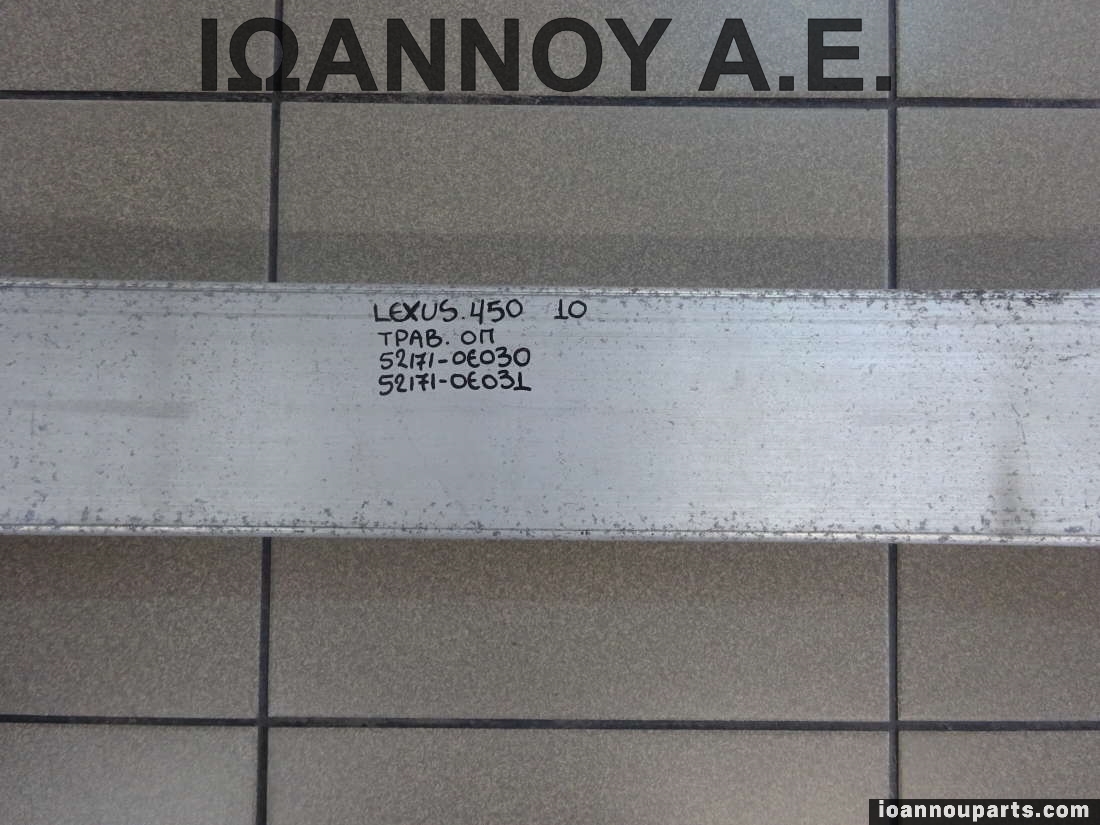 ΙΩΑΝΝΟΥ Α.Ε.
LEXUS.450 10
ΤΡΑΒ. ΟΠ
52171-0E030
52171-0E031
ioannouparts.com